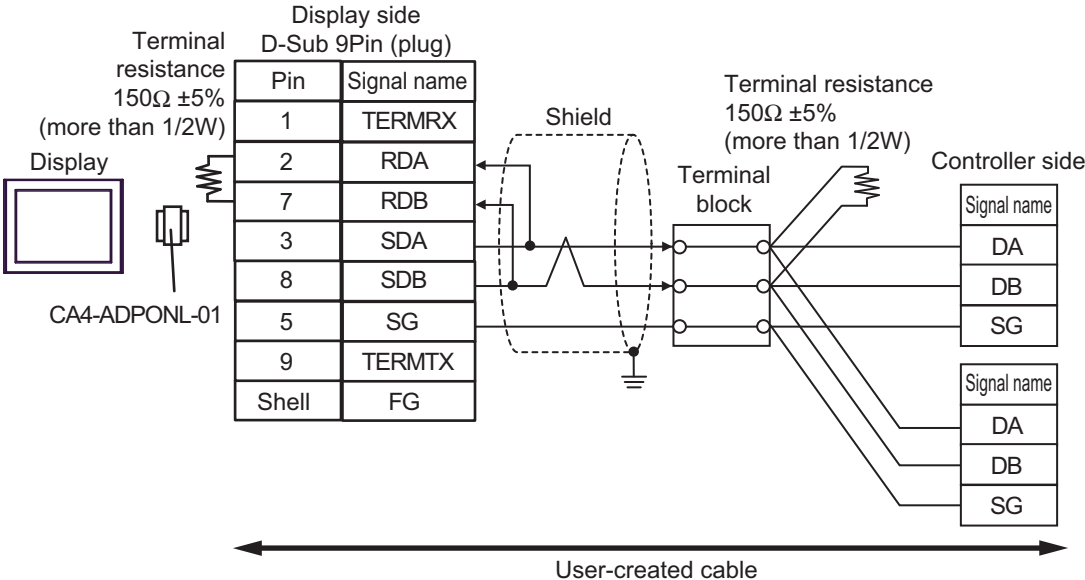 Display side
D-Sub 9Pin (plug)
Terminal
resistance
150Ω ±5%
(more than 1/2W)
Display
CA4-ADPONL-01
Pin Signal name
1 TERMRX
2 RDA
7 RDB
3 SDA
8 SDB
5 SG
9 TERMTX
Shell FG
Shield
Terminal
block
Terminal resistance
150Ω ±5%
(more than 1/2W)
Controller side
Signal name
DA
DB
SG
Signal name
DA
DB
SG
User-created cable